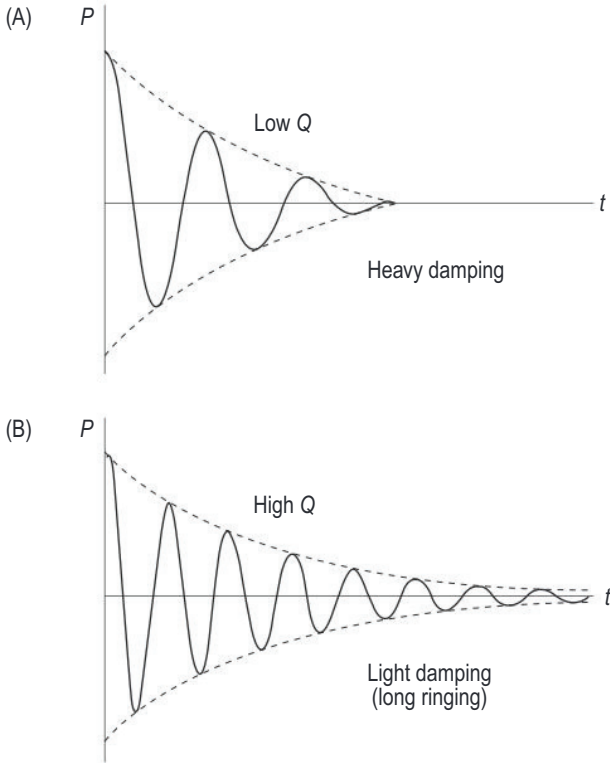 (A)
P
Low Q
t
Heavy damping
(B)
P
High Q
t
Light damping
(long ringing)